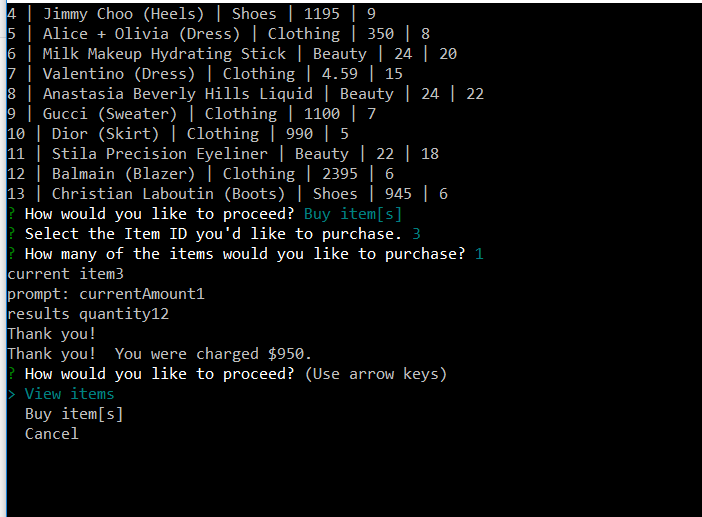 4 | Jimmy Choo (Heels) | Shoes | 1195 | 9
5 | Alice + Olivia (Dress) | Clothing | 350 | 8
6 | Milk Makeup Hydrating Stick | Beauty | 24 | 20
7 | Valentino (Dress) | Clothing | 4.59 | 15
8 | Anastasia Beverly Hills Liquid | Beauty | 24 | 22
9 | Gucci (Sweater) | Clothing | 1100 | 7
10 | Dior (Skirt) | Clothing | 990 | 5
11 | Stila Precision Eyeliner | Beauty | 22 | 18
12 | Balmain (Blazer) | Clothing | 2395 | 6
13 | Christian Laboutin (Boots) | Shoes | 945 | 6
? How would you like to proceed? Buy item[s]
? Select the Item ID you'd like to purchase. 3
? How many of the items would you like to purchase? 1
current item3
prompt: currentAmount1
results quantity12
Thank you!
Thank you!  You were charged $950.
? How would you like to proceed? (Use arrow keys)
> View items
  Buy item[s]
  Cancel